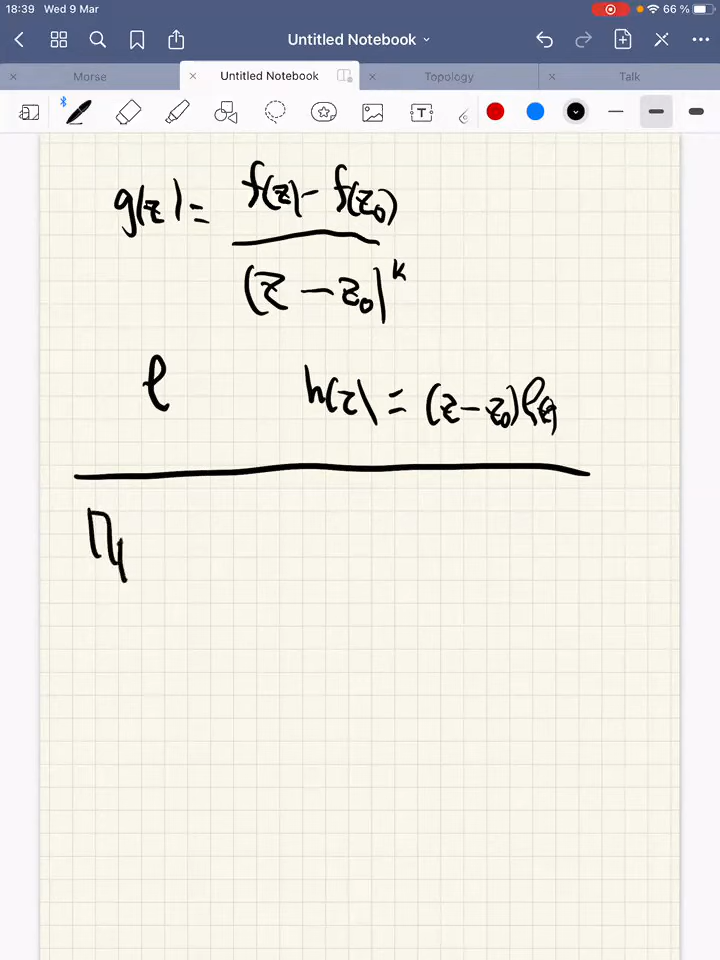 18:39 Wed 9 Mar 66 %
Untitled Notebook
Morse Untitled Notebook Topology Talk
g(z) = f(z) - f(z₀)
(z - z₀)ᵏ
ℓ h(z) = (z - z₀)ℓ(z)